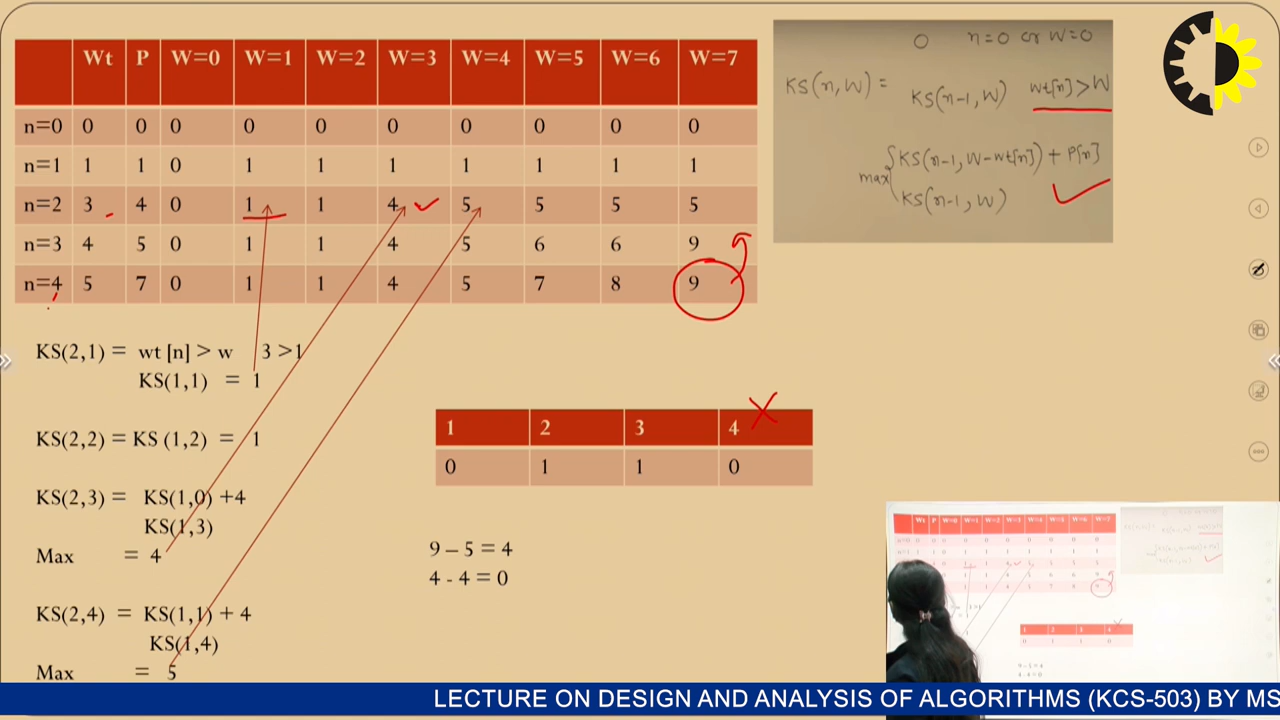 Wt P W=0 W=1 W=2 W=3 W=4 W=5 W=6 W=7
n=0 0 0 0 0 0 0 0 0 0 0
n=1 1 1 0 1 1 1 1 1 1 1
n=2 3 4 0 1 1 4 5 5 5 5
n=3 4 5 0 1 1 4 5 6 6 9
n=4 5 7 0 1 1 4 5 7 8 9
0 n=0 or W=0
KS(n,W) = KS(n-1, W) wt[n]>W
max { KS(n-1, W-wt[n]) + P[n]
KS(n-1, W)
KS(2,1) = wt [n] > w 3 >1
KS(1,1) = 1
KS(2,2) = KS (1,2) = 1
KS(2,3) = KS(1,0) +4
KS(1,3)
Max = 4
KS(2,4) = KS(1,1) + 4
KS(1,4)
Max = 5
1 2 3 4
0 1 1 0
9 – 5 = 4
4 - 4 = 0
LECTURE ON DESIGN AND ANALYSIS OF ALGORITHMS (KCS-503) BY MS